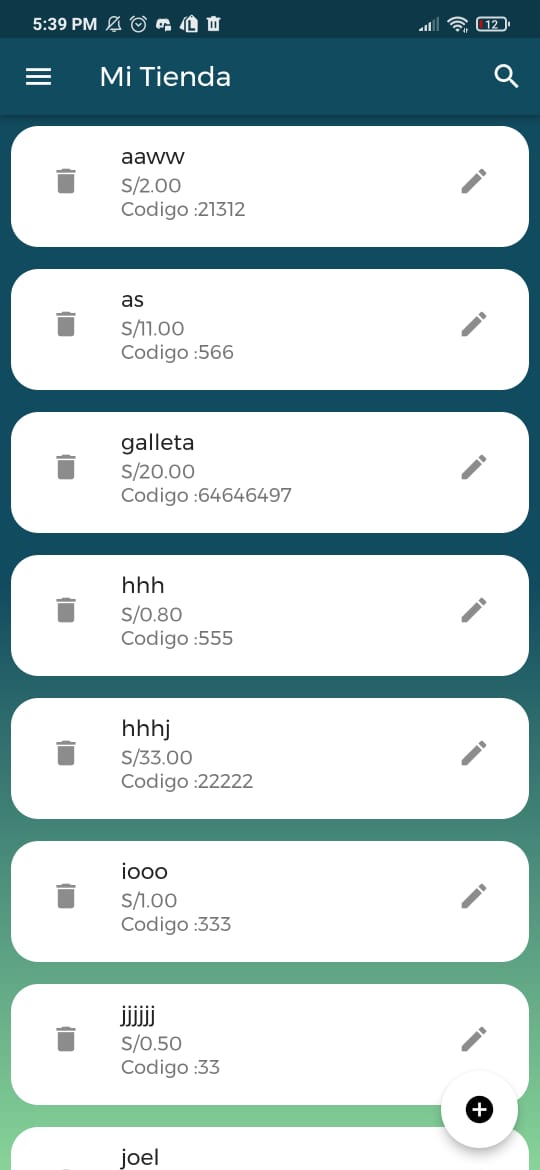 5:39 PM
12
Mi Tienda
aaww
S/2.00
Codigo :21312
as
S/11.00
Codigo :566
galleta
S/20.00
Codigo :64646497
hhh
S/0.80
Codigo :555
hhhj
S/33.00
Codigo :22222
iooo
S/1.00
Codigo :333
jjjjjj
S/0.50
Codigo :33
joel